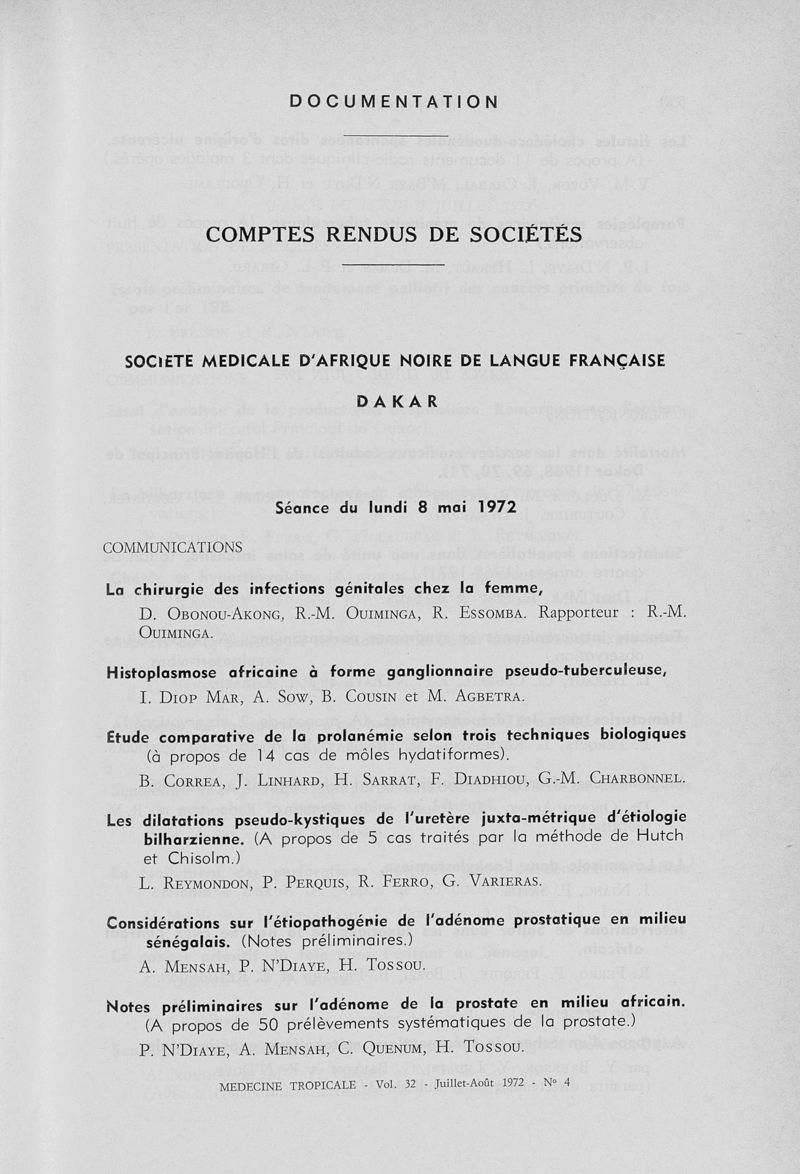 DOCUMENTATION
COMPTES RENDUS DE SOCIÉTÉS
SOCIETE MEDICALE D'AFRIQUE NOIRE DE LANGUE FRANÇAISE
DAKAR
Séance du lundi 8 mai 1972
COMMUNICATIONS
La chirurgie des infections génitales chez la femme,
D. OBONOU-AKONG, R.-M. OUIMINGA, R. ESSOMBA. Rapporteur : R.-M.
OUIMINGA.
Histoplasmose africaine à forme ganglionnaire pseudo-tuberculeuse,
I. DIOP MAR, A. SOW, B. COUSIN et M. AGBETRA.
Etude comparative de la prolanémie selon trois techniques biologiques
(à propos de 14 cas de môles hydatiformes).
B. CORREA, J. LINHARD, H. SARRAT, F. DIADHIOU, G.-M. CHARBONNEL.
Les dilatations pseudo-kystiques de l'uretère juxta-métrique d'étiologie
bilharzienne. (A propos de 5 cas traités par la méthode de Hutch
et Chisolm.)
L. REYMONDON, P. PERQUIS, R. FERRO, G. VARIERAS.
Considérations sur l'étiopathogénie de l'adénome prostatique en milieu
sénégalais. (Notes préliminaires.)
A. MENSAH, P. N'DIAYE, H. TOSSOU.
Notes préliminaires sur l'adénome de la prostate en milieu africain.
(A propos de 50 prélèvements systématiques de la prostate.)
P. N'DIAYE, A. MENSAH, C. QUENUM, H. TOSSOU.
MEDECINE TROPICALE - Vol. 32 - Juillet-Août 1972 - Nº 4